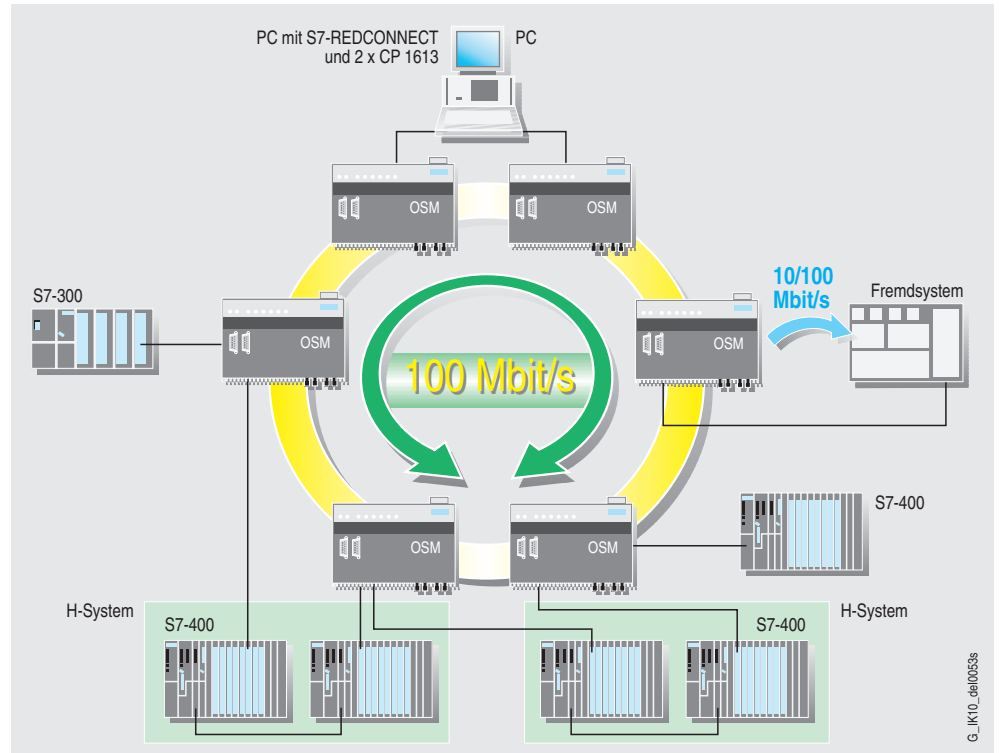 PC mit S7-REDCONNECT
und 2 x CP 1613
PC
OSM
OSM
S7-300
OSM
10/100
Mbit/s
Fremdsystem
OSM
100 Mbit/s
OSM
OSM
S7-400
H-System
S7-400
H-System
S7-400
G_IK10_del0053s